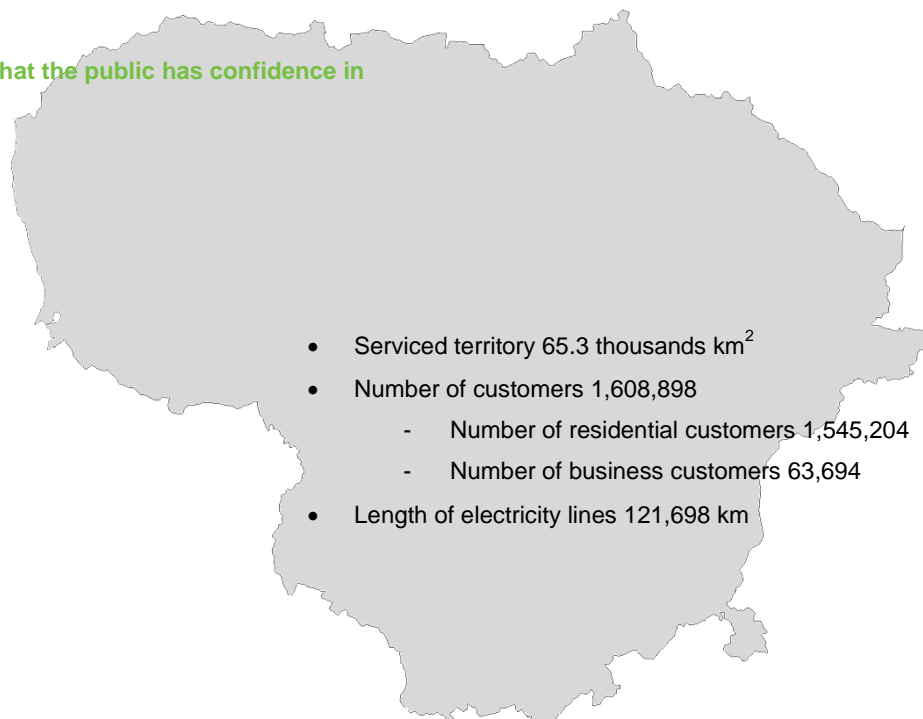 hat the public has confidence in
• Serviced territory 65.3 thousands km²
• Number of customers 1,608,898
- Number of residential customers 1,545,204
- Number of business customers 63,694
• Length of electricity lines 121,698 km